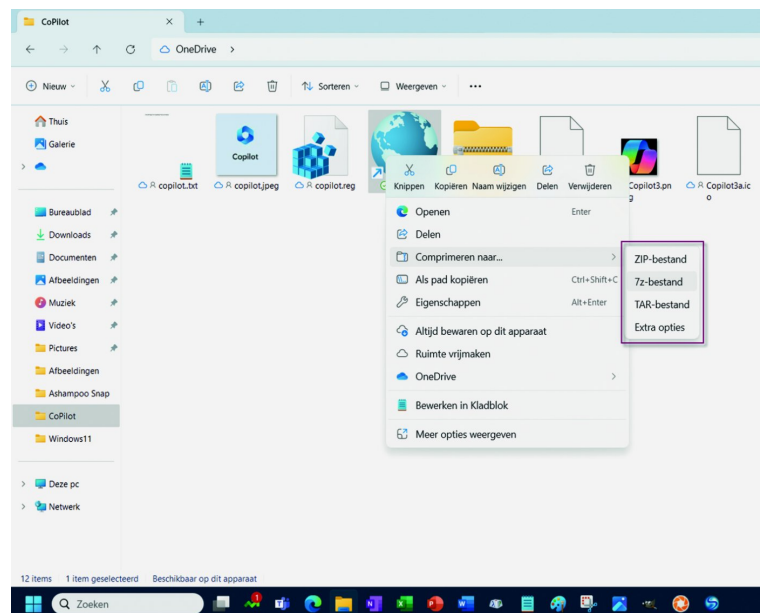 CoPilot
OneDrive
Nieuw
Sorteren
Weergeven
Thuis
Galerie
Bureaublad
Downloads
Documenten
Afbeeldingen
Muziek
Video's
Pictures
Afbeeldingen
Ashampoo Snap
CoPilot
Windows11
Deze pc
Netwerk
Copilot
copilot..txt
copilot.jpeg
copilot.reg
Copilot3.pn
g
Copilot3a.ic
o
Knippen Kopiëren Naam wijzigen Delen Verwijderen
Openen Enter
Delen
Comprimeren naar...
Als pad kopiëren Ctrl+Shift+C
Eigenschappen Alt+Enter
Altijd bewaren op dit apparaat
Ruimte vrijmaken
OneDrive
Bewerken in Kladblok
Meer opties weergeven
ZIP-bestand
7z-bestand
TAR-bestand
Extra opties
12 items 1 item geselecteerd Beschikbaar op dit apparaat
Zoeken
1